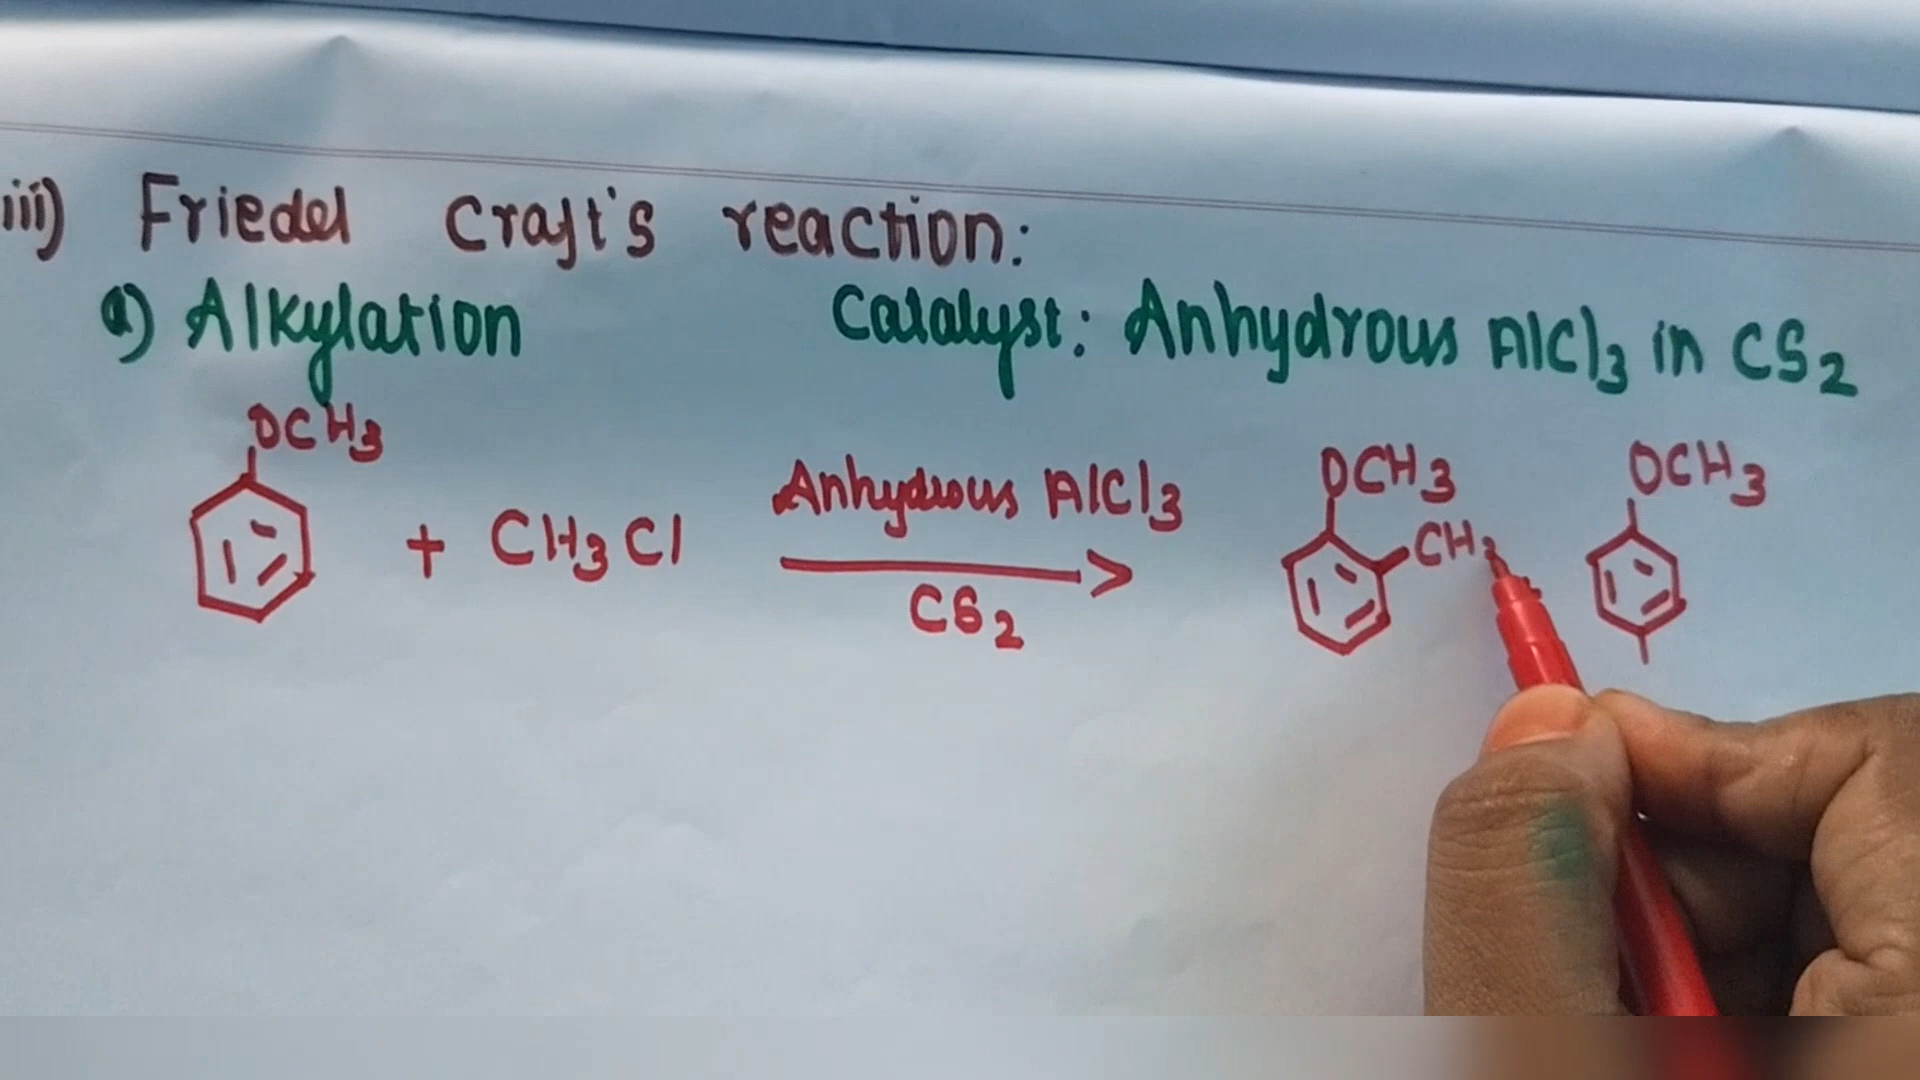 iii) Friedel Craft's reaction:
a) Alkylation Catalyst: Anhydrous AlCl3 in CS2
OCH3 OCH3 OCH3
+ CH3Cl Anhydrous AlCl3 CH3
CS2